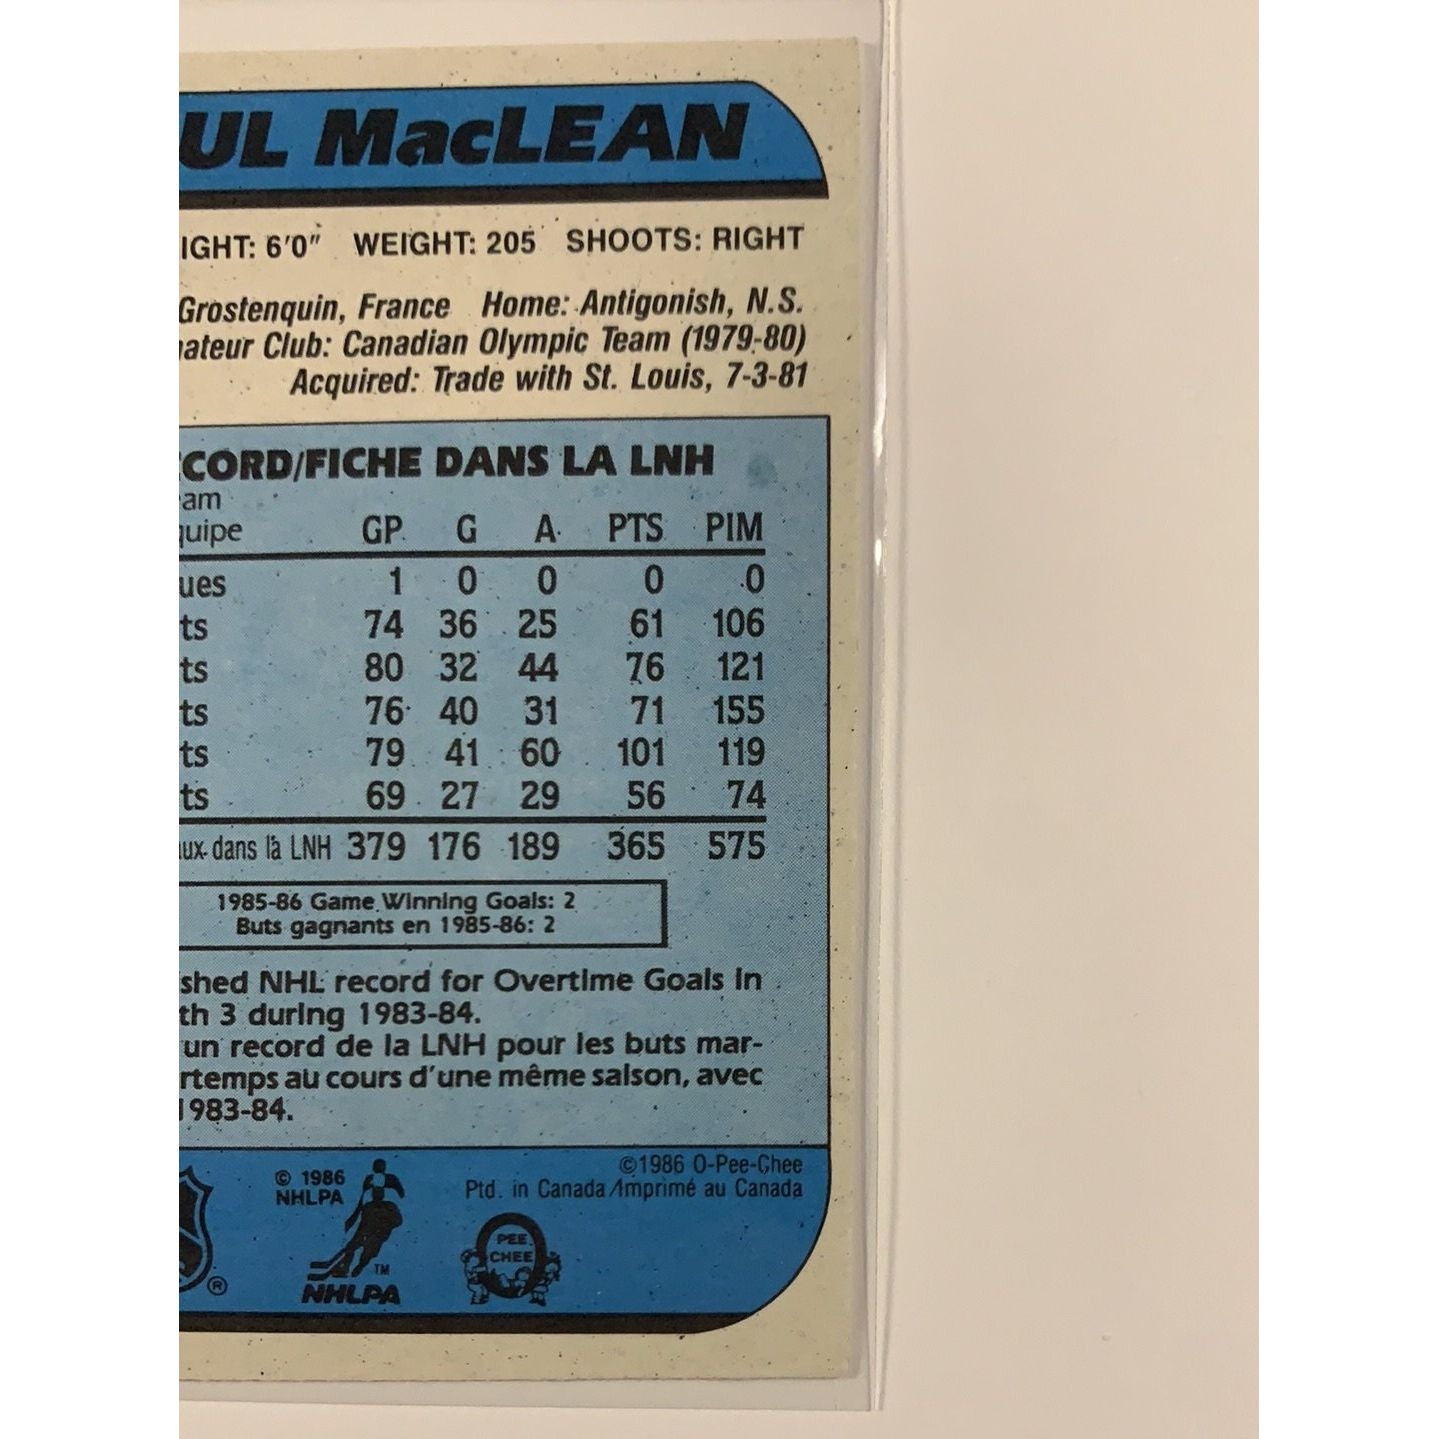 UL MacLEAN
IGHT: 6'0" WEIGHT: 205 SHOOTS: RIGHT
Grostenquin, France Home: Antigonish, N.S.
ateur Club: Canadian Olympic Team (1979-80)
Acquired: Trade with St. Louis, 7-3-81
CORD/FICHE DANS LA LNH
am
quipe GP G A PTS PIM
ues 1 0 0 0 0
ts 74 36 25 61 106
ts 80 32 44 76 121
ts 76 40 31 71 155
ts 79 41 60 101 119
ts 69 27 29 56 74
ux dans la LNH 379 176 189 365 575
1985-86 Game Winning Goals: 2
Buts gagnants en 1985-86: 2
shed NHL record for Overtime Goals in
th 3 during 1983-84.
un record de la LNH pour les buts mar-
rtemps au cours d'une même saison, avec
1983-84.
©1986 O-Pee-Chee
Ptd. in Canada/Imprimé au Canada
© 1986
NHLPA
PEE
CHEE
TM
NHLPA
®